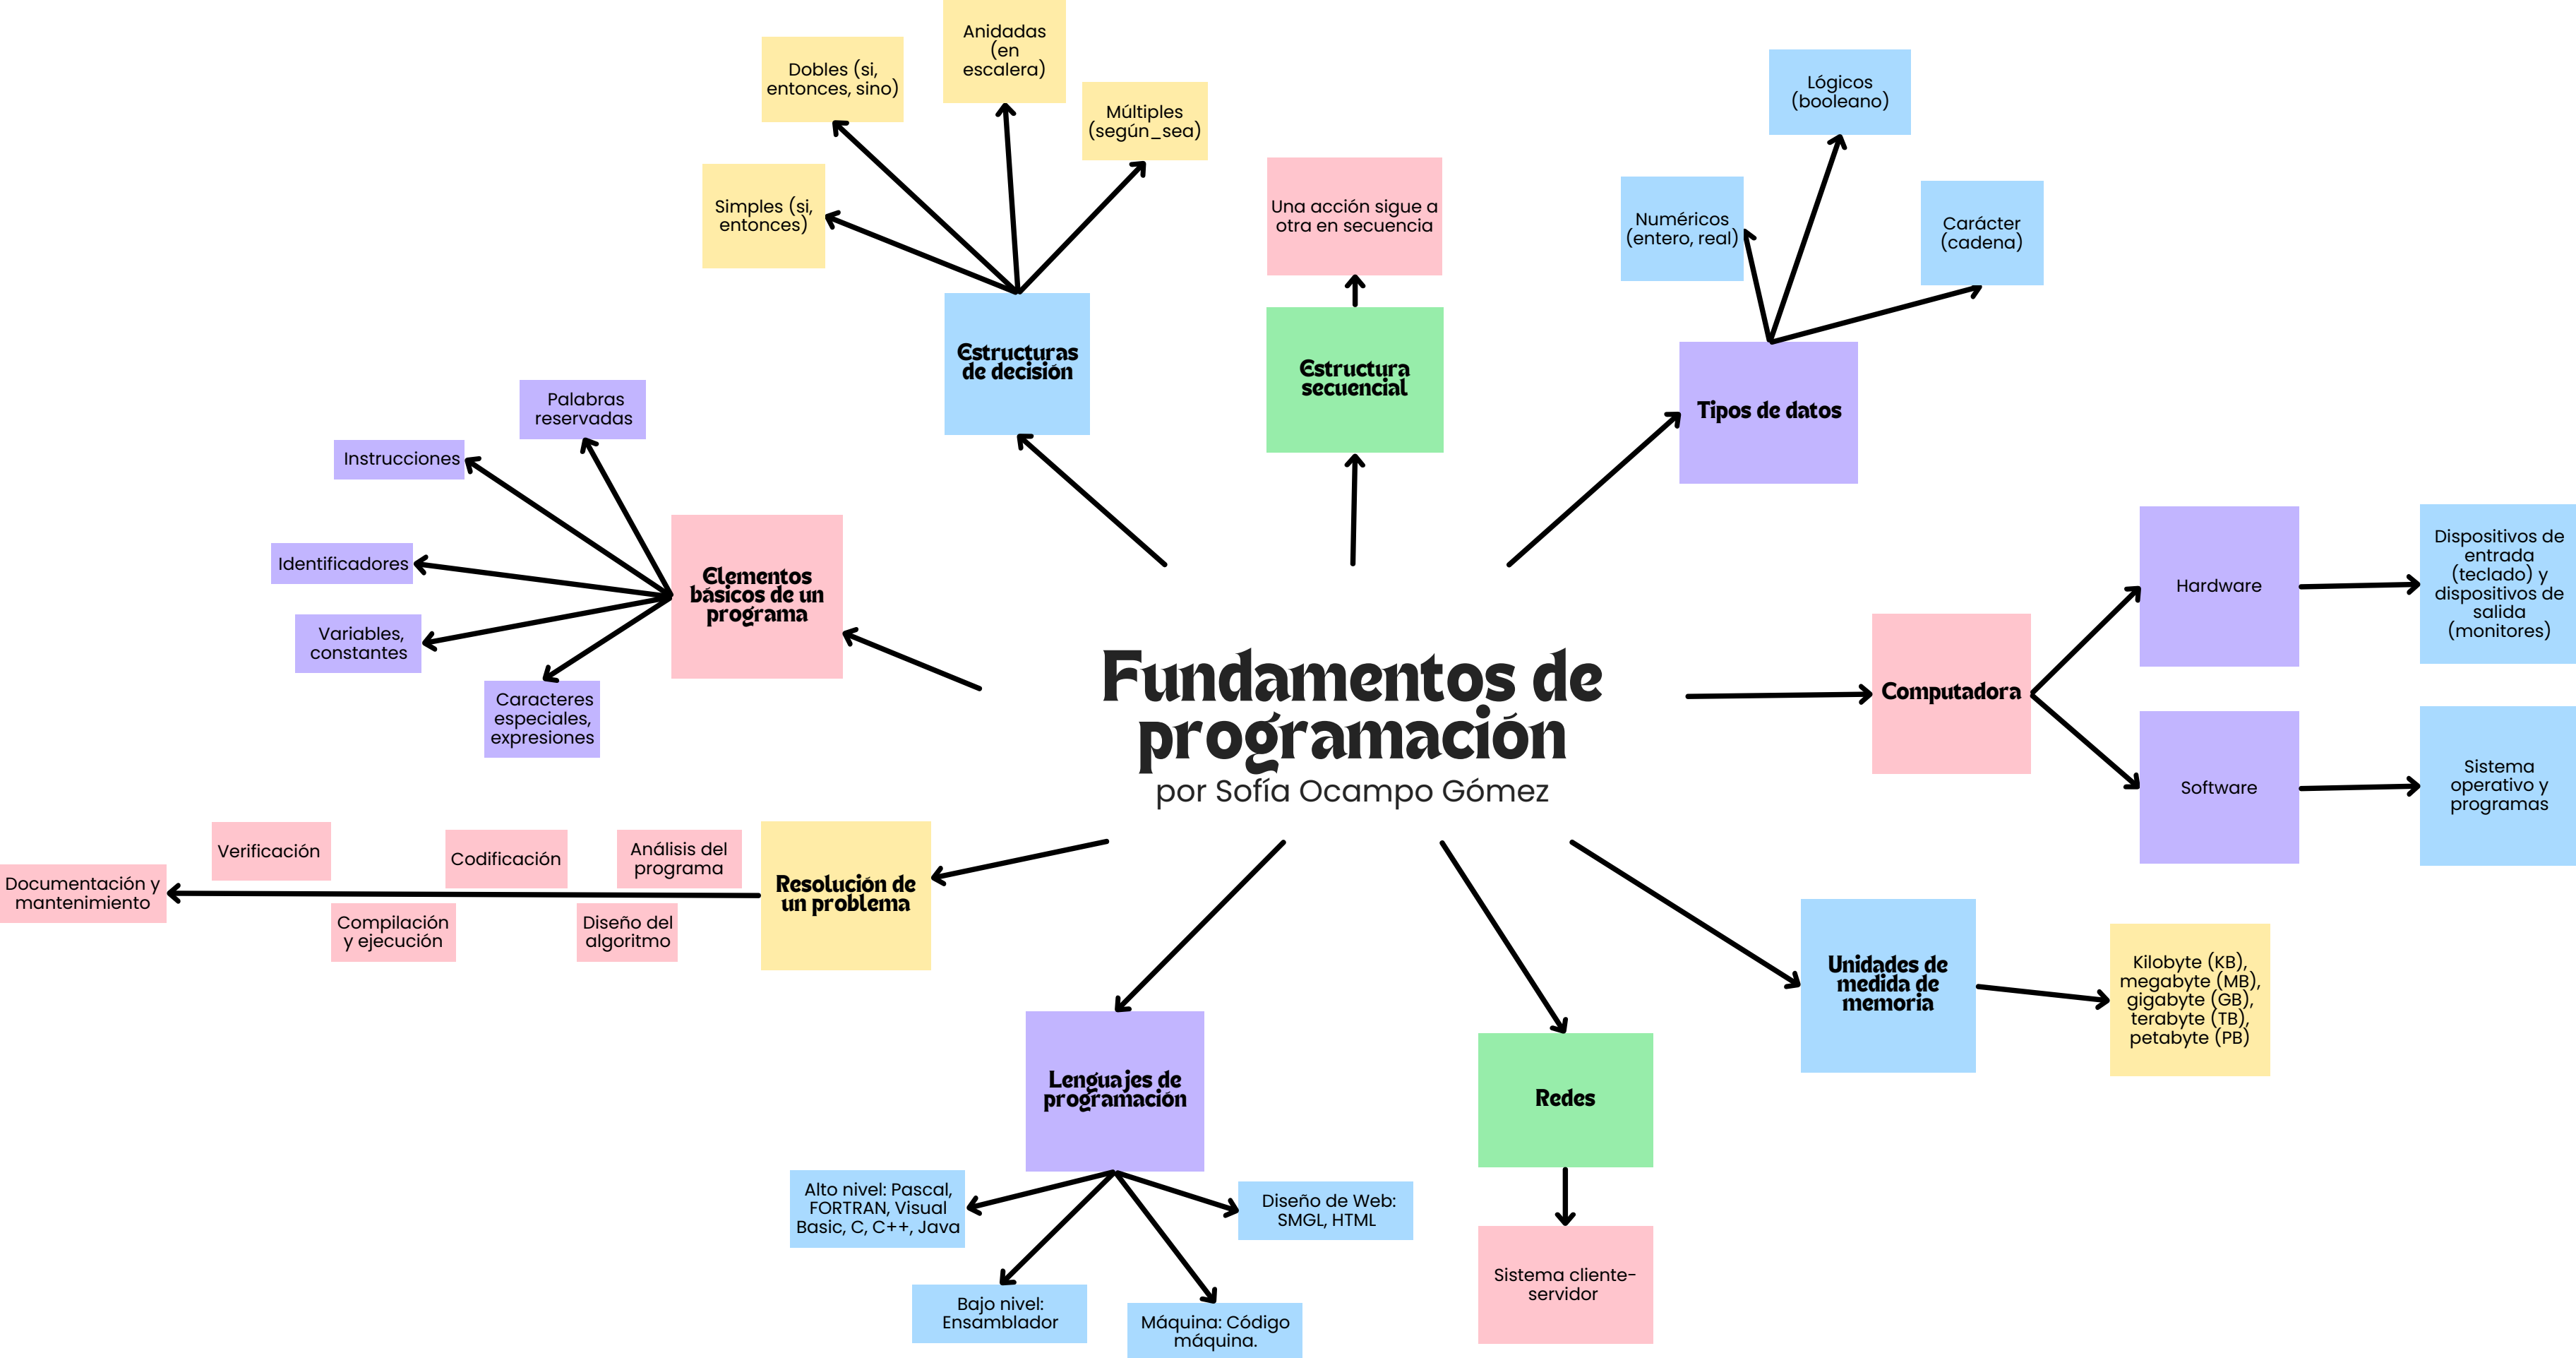 Fundamentos de
programación
por Sofía Ocampo Gómez
Estructuras
de decisión
Simples (si,
entonces)
Dobles (si,
entonces, sino)
Anidadas
(en
escalera)
Múltiples
(según_sea)
Estructura
secuencial
Una acción sigue a
otra en secuencia
Tipos de datos
Numéricos
(entero, real)
Lógicos
(booleano)
Carácter
(cadena)
Computadora
Hardware
Dispositivos de
entrada
(teclado) y
dispositivos de
salida
(monitores)
Software
Sistema
operativo y
programas
Unidades de
medida de
memoria
Kilobyte (KB),
megabyte (MB),
gigabyte (GB),
terabyte (TB),
petabyte (PB)
Redes
Sistema cliente-
servidor
Lenguajes de
programación
Alto nivel: Pascal,
FORTRAN, Visual
Basic, C, C++, Java
Bajo nivel:
Ensamblador
Máquina: Código
máquina.
Diseño de Web:
SMGL, HTML
Resolución de
un problema
Análisis del
programa
Diseño del
algoritmo
Codificación
Compilación
y ejecución
Verificación
Documentación y
mantenimiento
Elementos
básicos de un
programa
Palabras
reservadas
Instrucciones
Identificadores
Variables,
constantes
Caracteres
especiales,
expresiones